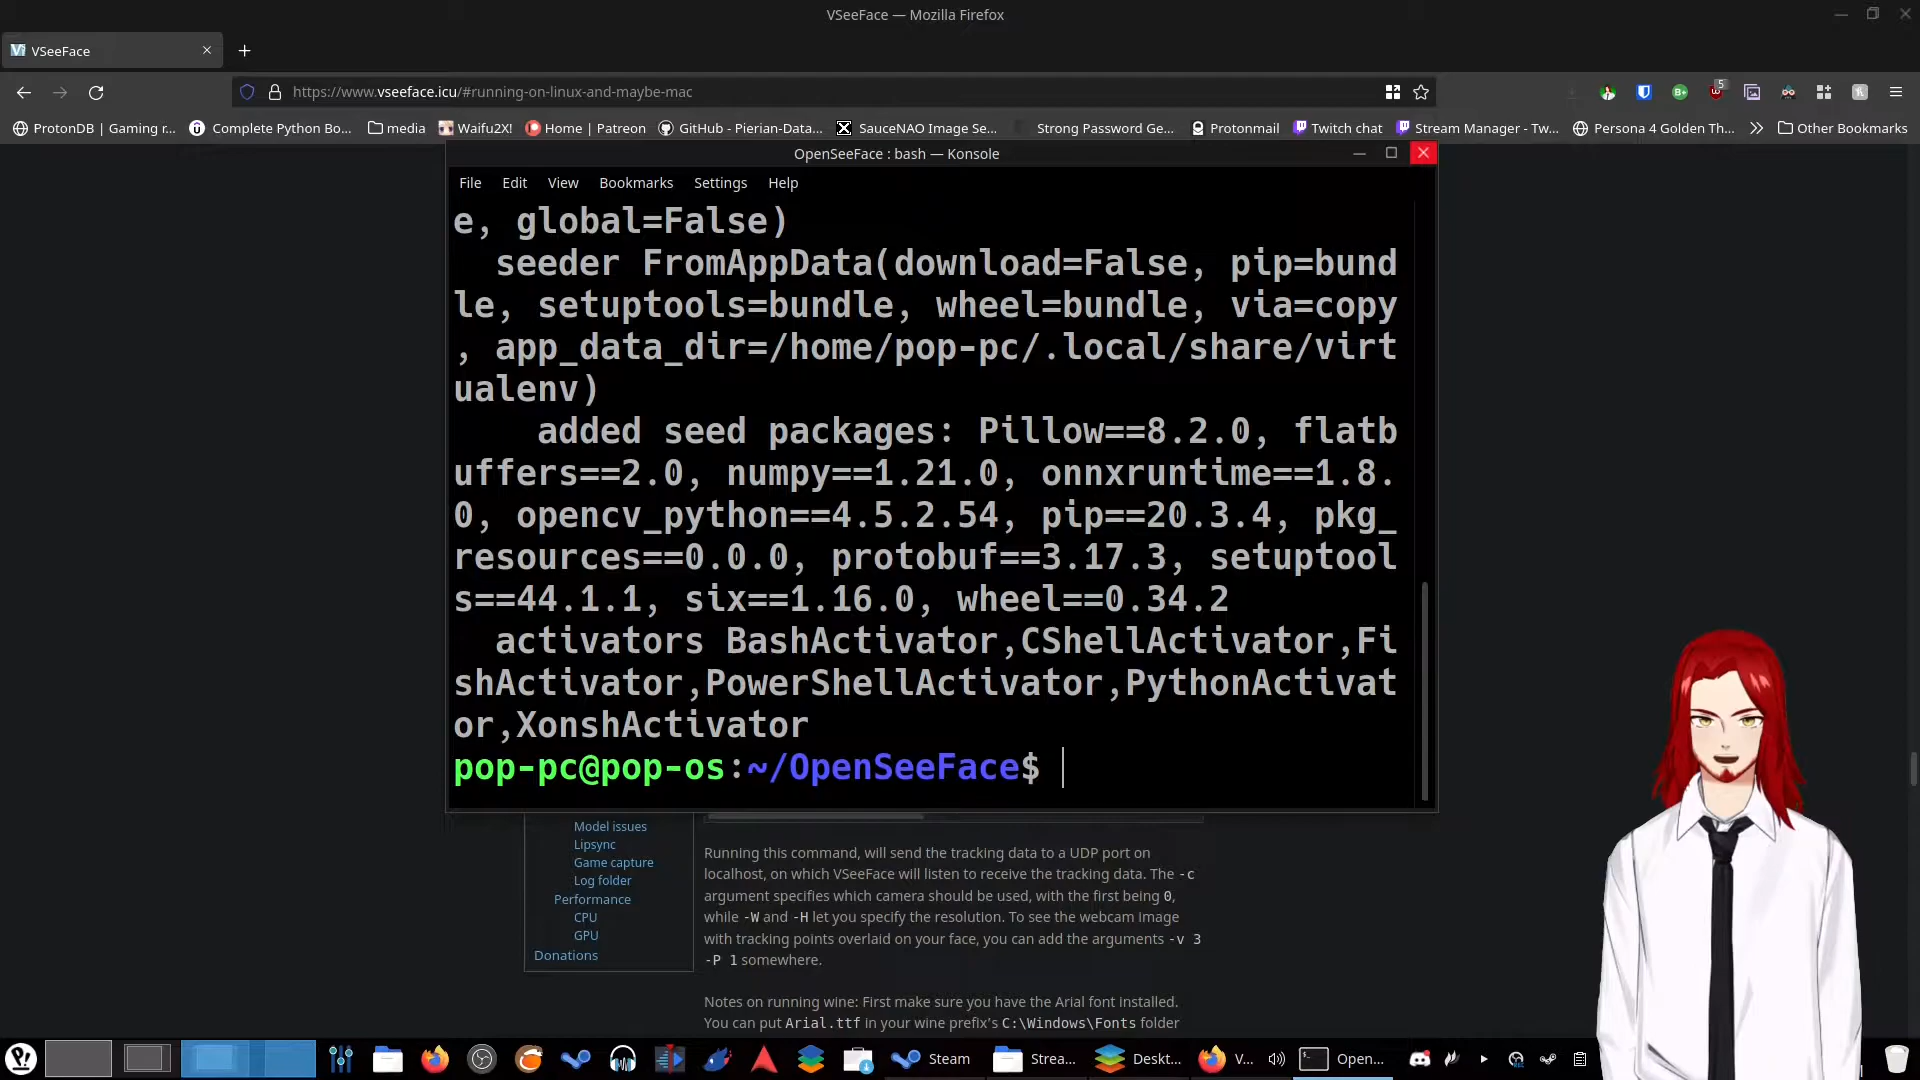 VSeeFace — Mozilla Firefox
VSeeFace
https://www.vseeface.icu/#running-on-linux-and-maybe-mac
5
ProtonDB | Gaming r... Complete Python Bo... media Waifu2X! Home | Patreon GitHub - Pierian-Data... SauceNAO Image Se... Strong Password Ge... Protonmail Twitch chat Stream Manager - Tw... Persona 4 Golden Th... Other Bookmarks
OpenSeeFace : bash — Konsole
File Edit View Bookmarks Settings Help
e, global=False)
seeder FromAppData(download=False, pip=bund
le, setuptools=bundle, wheel=bundle, via=copy
, app_data_dir=/home/pop-pc/.local/share/virt
ualenv)
added seed packages: Pillow==8.2.0, flatb
uffers==2.0, numpy==1.21.0, onnxruntime==1.8.
0, opencv_python==4.5.2.54, pip==20.3.4, pkg_
resources==0.0.0, protobuf==3.17.3, setuptool
s==44.1.1, six==1.16.0, wheel==0.34.2
activators BashActivator,CShellActivator,Fi
shActivator,PowerShellActivator,PythonActivat
or,XonshActivator
pop-pc@pop-os:~/OpenSeeFace$
Model issues
Lipsync
Game capture
Log folder
Performance
CPU
GPU
Donations
Running this command, will send the tracking data to a UDP port on
localhost, on which VSeeFace will listen to receive the tracking data. The -c
argument specifies which camera should be used, with the first being 0,
while -W and -H let you specify the resolution. To see the webcam image
with tracking points overlaid on your face, you can add the arguments -v 3
-P 1 somewhere.
Notes on running wine: First make sure you have the Arial font installed.
You can put Arial.ttf in your wine prefix's C:\Windows\Fonts folder
Steam Strea... Deskt... V... Open...